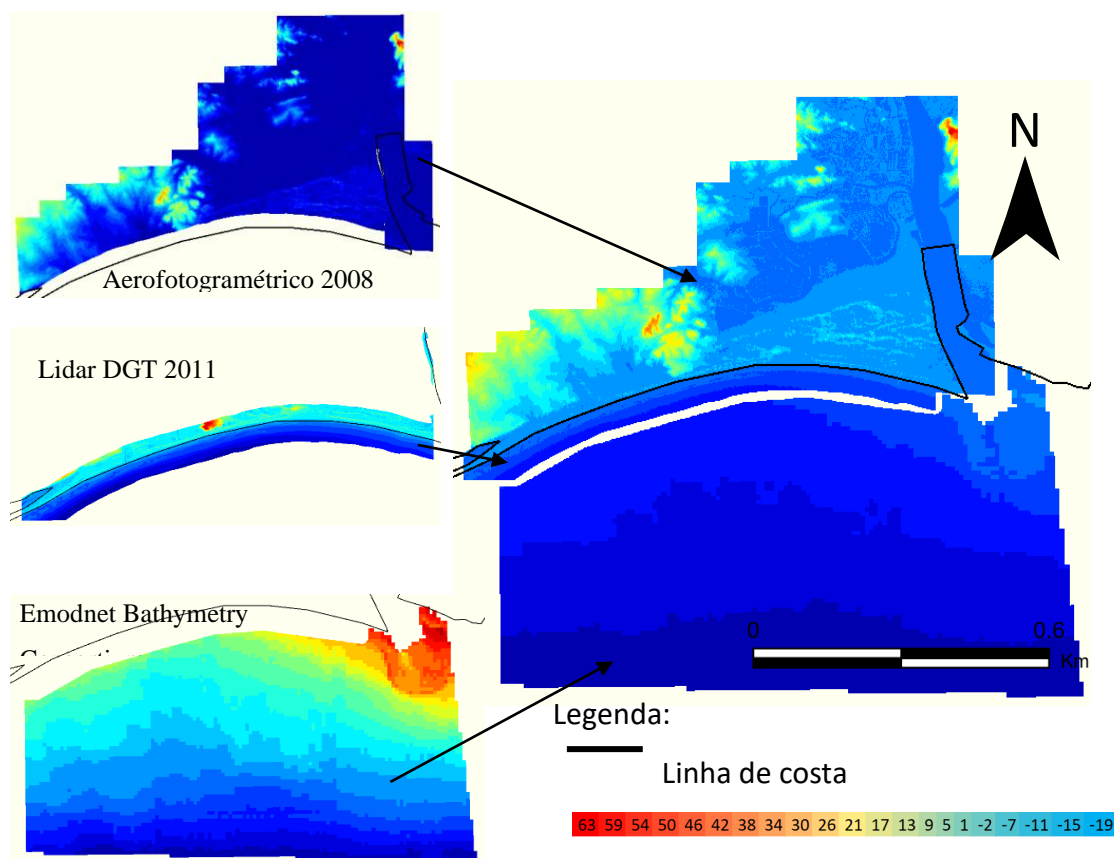 Aerofotogramétrico 2008
N
Lidar DGT 2011
Emodnet Bathymetry
0 0.6
Km
Legenda:
Linha de costa
63 59 54 50 46 42 38 34 30 26 21 17 13 9 5 1 -2 -7 -11 -15 -19